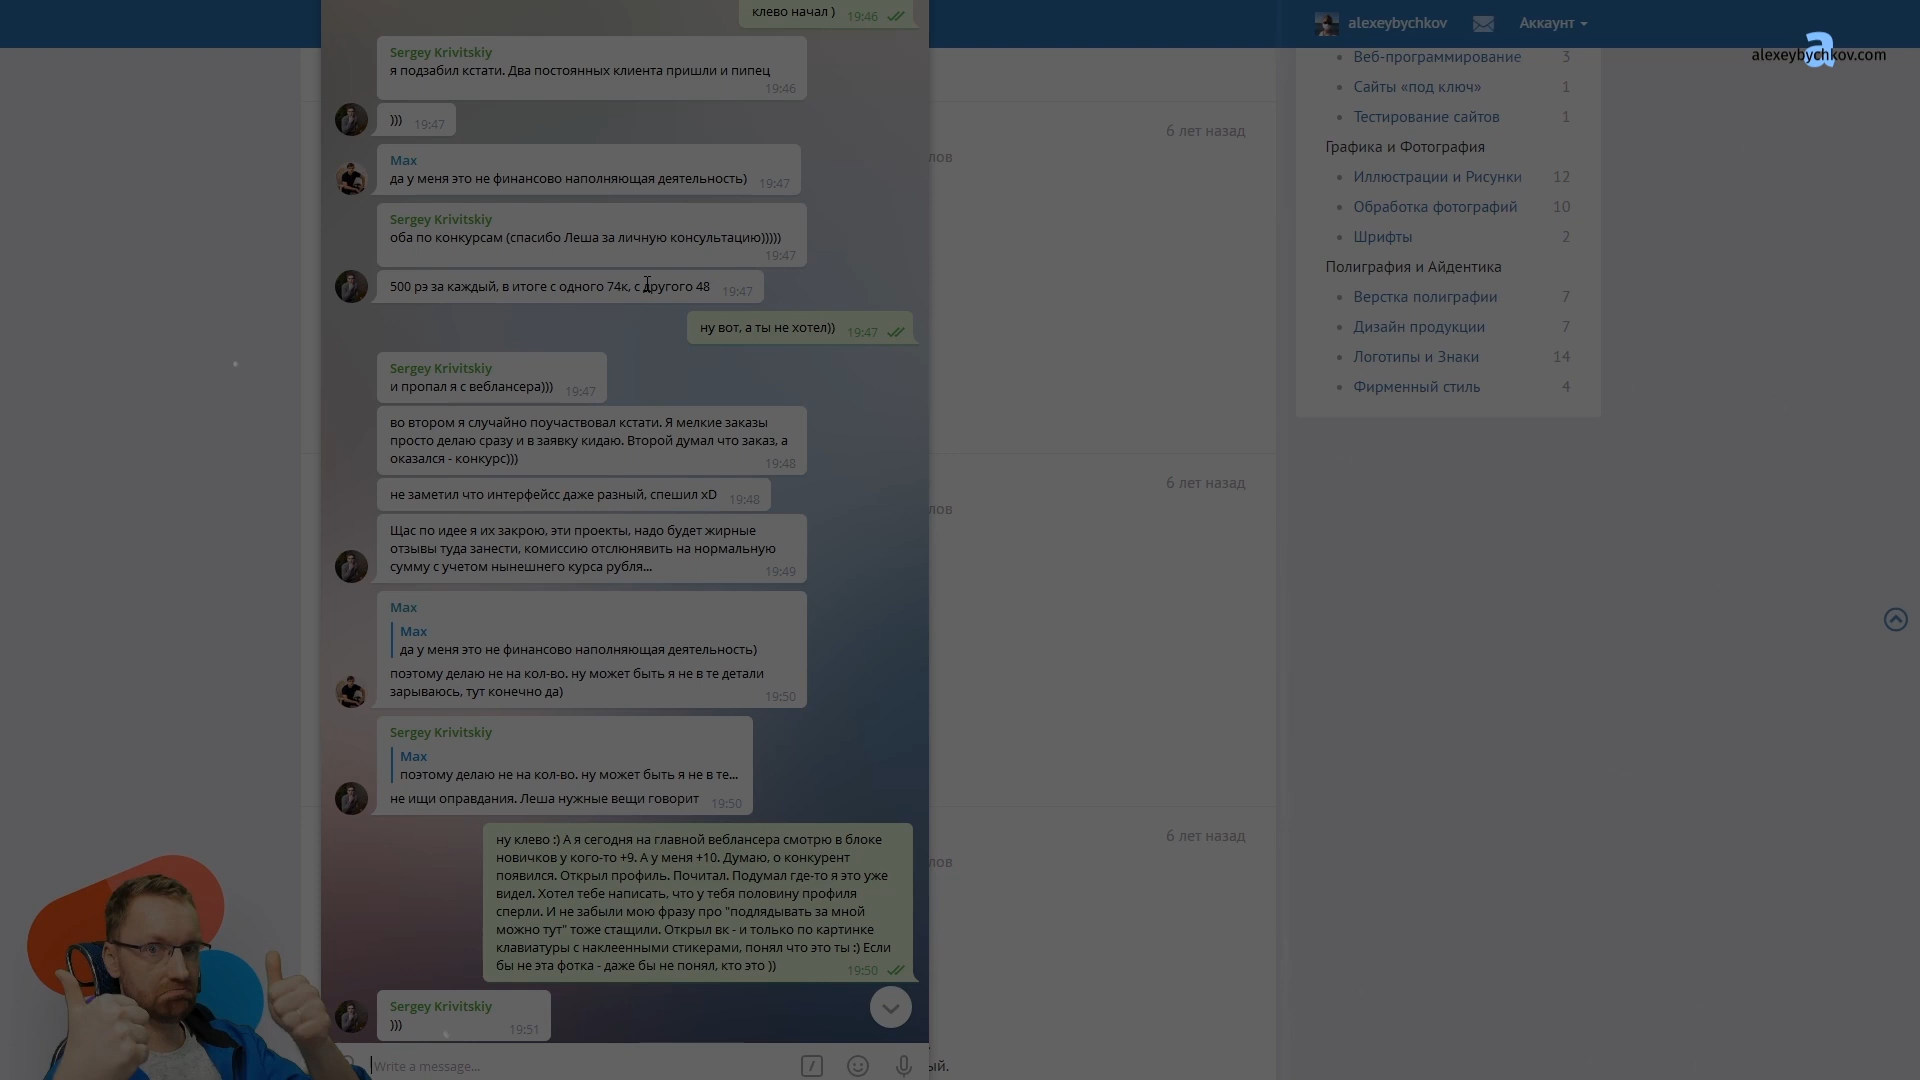 клево начал ) 19:46
alexeybychkov Аккаунт
alexeybychkov.com
Sergey Krivitskiy
я подзабил кстати. Два постоянных клиента пришли и пипец
19:46
))) 19:47
Max
да у меня это не финансово наполняющая деятельность) 19:47
Sergey Krivitskiy
оба по конкурсам (спасибо Леша за личную консультацию)))))
19:47
500 рэ за каждый, в итоге с одного 74к, с другого 48 19:47
ну вот, а ты не хотел)) 19:47
Sergey Krivitskiy
и пропал я с веблансера))) 19:47
во втором я случайно поучаствовал кстати. Я мелкие заказы
просто делаю сразу и в заявку кидаю. Второй думал что заказ, а
оказался - конкурс))) 19:48
не заметил что интерфейсс даже разный, спешил xD 19:48
Щас по идее я их закрою, эти проекты, надо будет жирные
отзывы туда занести, комиссию отслюнявить на нормальную
сумму с учетом нынешнего курса рубля... 19:49
Max
Max
да у меня это не финансово наполняющая деятельность)
поэтому делаю не на кол-во. ну может быть я не в те детали
зарываюсь, тут конечно да) 19:50
Sergey Krivitskiy
Max
поэтому делаю не на кол-во. ну может быть я не в те...
не ищи оправдания. Леша нужные вещи говорит 19:50
ну клево :) А я сегодня на главной веблансера смотрю в блоке
новичков у кого-то +9. А у меня +10. Думаю, о конкурент
появился. Открыл профиль. Почитал. Подумал где-то я это уже
видел. Хотел тебе написать, что у тебя половину профиля
сперли. И не забыли мою фразу про "подлядывать за мной
можно тут" тоже стащили. Открыл вк - и только по картинке
клавиатуры с наклеенными стикерами, понял что это ты :) Если
бы не эта фотка - даже бы не понял, кто это )) 19:50
Sergey Krivitskiy
))) 19:51
Write a message...
6 лет назад
лов
6 лет назад
лов
6 лет назад
лов
ый.
Веб-программирование 3
Сайты «под ключ» 1
Тестирование сайтов 1
Графика и Фотография
Иллюстрации и Рисунки 12
Обработка фотографий 10
Шрифты 2
Полиграфия и Айдентика
Верстка полиграфии 7
Дизайн продукции 7
Логотипы и Знаки 14
Фирменный стиль 4